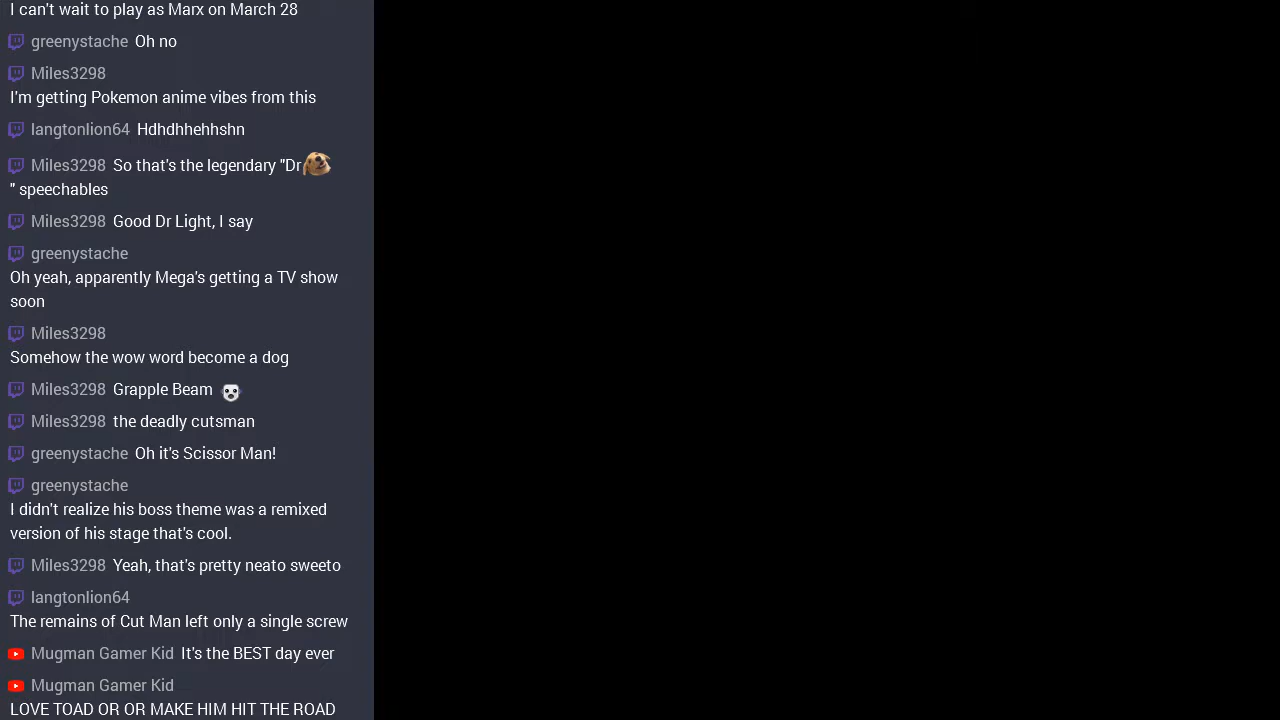 I can't wait to play as Marx on March 28
greenystache Oh no
Miles3298
I'm getting Pokemon anime vibes from this
langtonlion64 Hdhdhhehhshn
Miles3298 So that's the legendary "Dr
" speechables
Miles3298 Good Dr Light, I say
greenystache
Oh yeah, apparently Mega's getting a TV show
soon
Miles3298
Somehow the wow word become a dog
Miles3298 Grapple Beam
Miles3298 the deadly cutsman
greenystache Oh it's Scissor Man!
greenystache
I didn't realize his boss theme was a remixed
version of his stage that's cool.
Miles3298 Yeah, that's pretty neato sweeto
langtonlion64
The remains of Cut Man left only a single screw
Mugman Gamer Kid It's the BEST day ever
Mugman Gamer Kid
LOVE TOAD OR OR MAKE HIM HIT THE ROAD